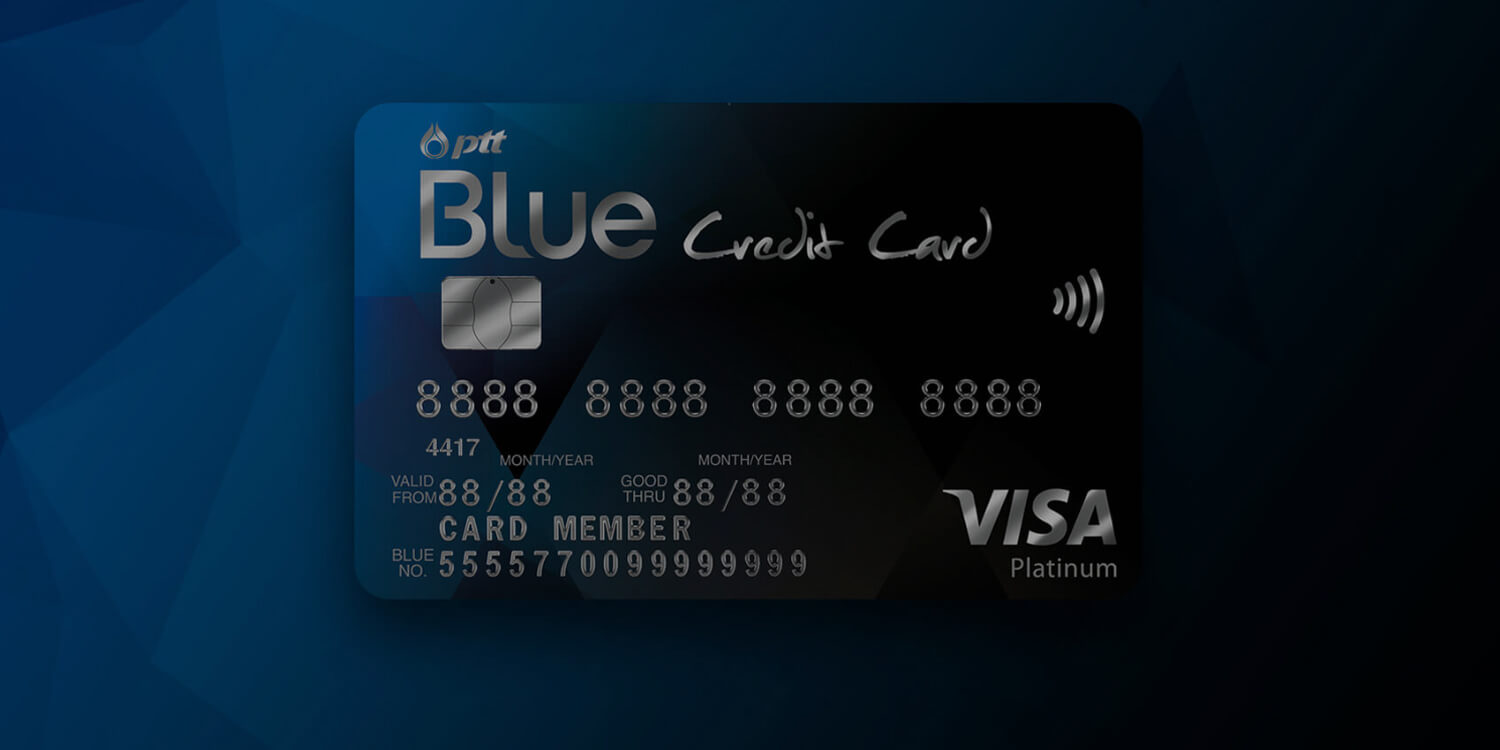 ptt
Blue Credit Card
8888 8888 8888 8888
4417
MONTH/YEAR MONTH/YEAR
VALID FROM 88/88 GOOD THRU 88/88
CARD MEMBER
BLUE NO. 5555770099999999
VISA
Platinum